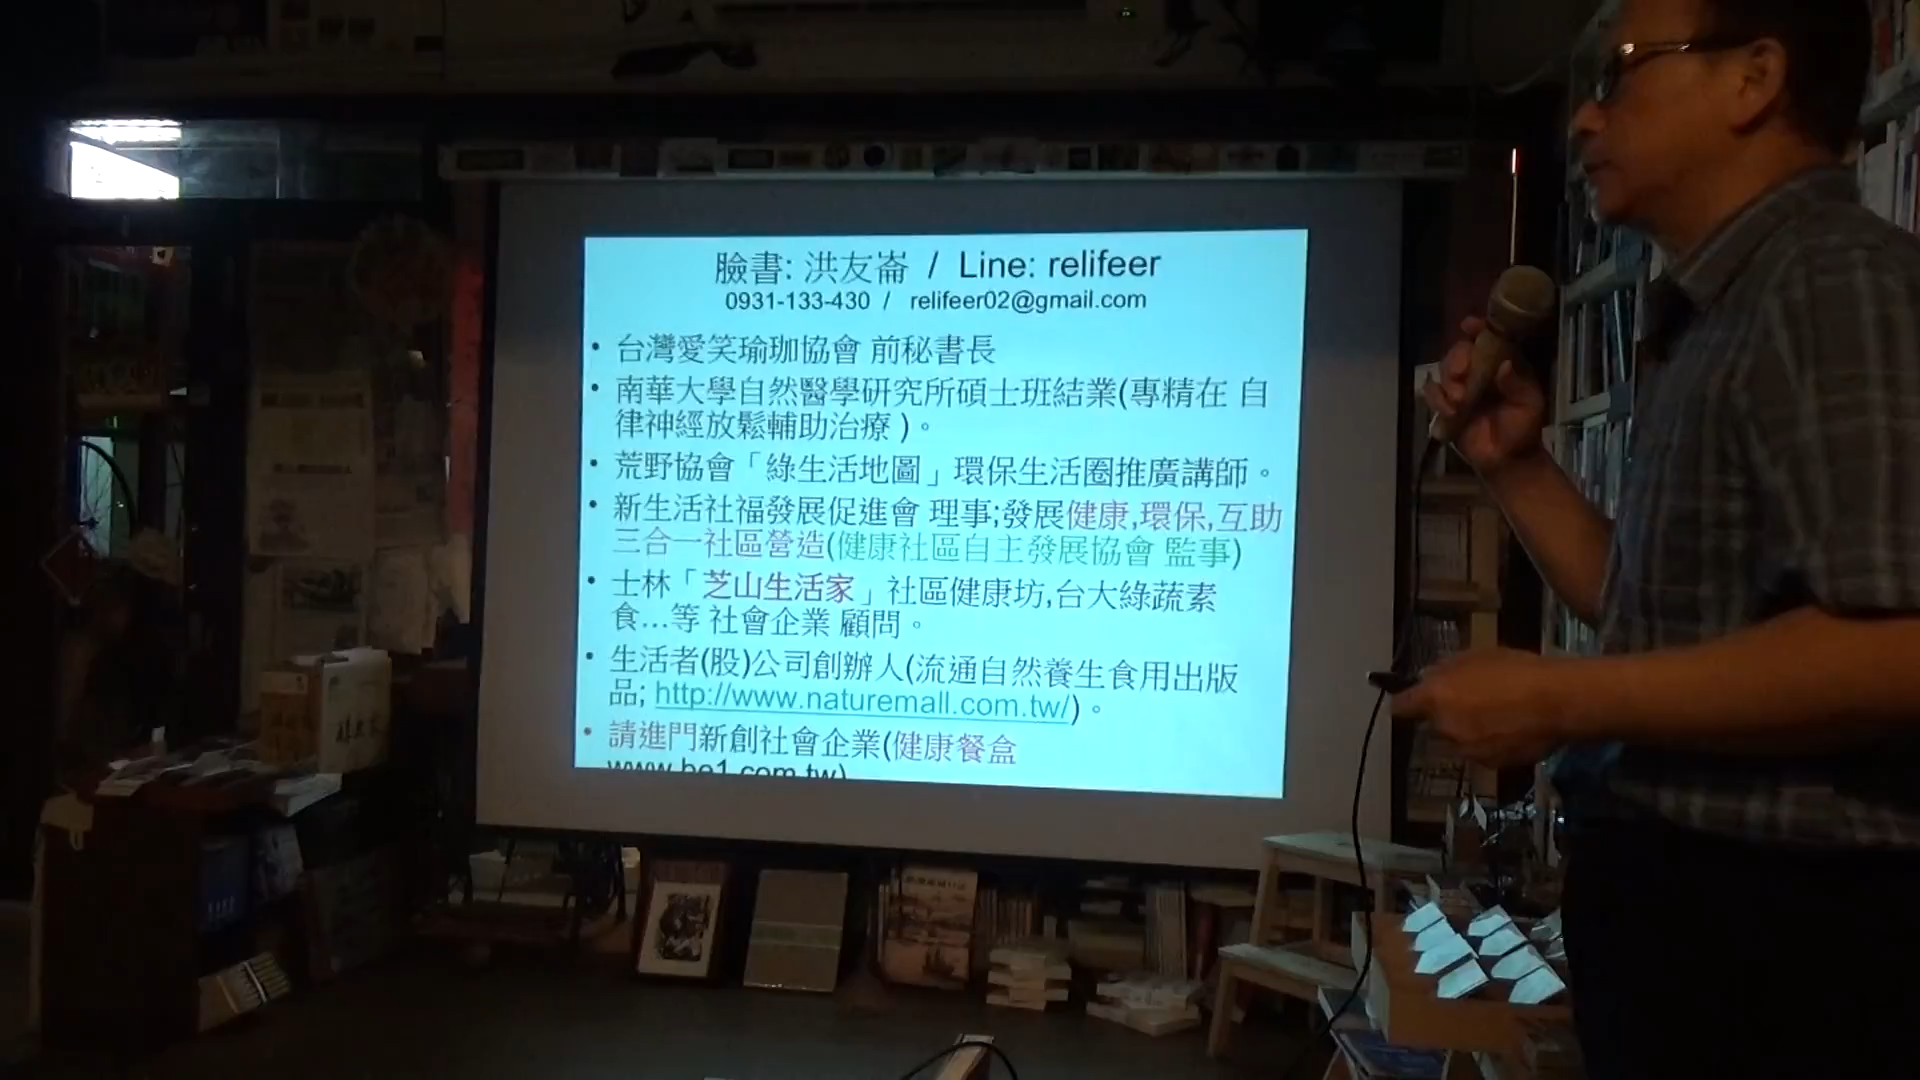 臉書: 洪友崙 / Line: relifeer
0931-133-430 / relifeer02@gmail.com
• 台灣愛笑瑜珈協會 前秘書長
• 南華大學自然醫學研究所碩士班結業(專精在 自
律神經放鬆輔助治療 )。
• 荒野協會「綠生活地圖」環保生活圈推廣講師。
• 新生活社福發展促進會 理事;發展健康,環保,互助
三合一社區營造(健康社區自主發展協會 監事)
• 士林「芝山生活家」社區健康坊,台大綠蔬素
食...等 社會企業 顧問。
• 生活者(股)公司創辦人(流通自然養生食用出版
品; http://www.naturemall.com.tw/)。
• 請進門新創社會企業(健康餐盒
www.be1.com.tw)